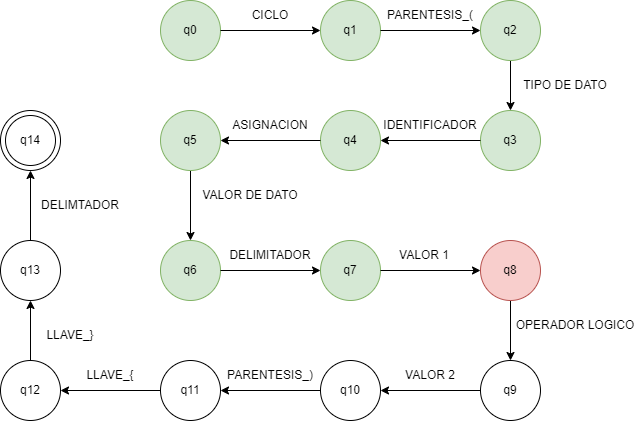 q0 CICLO q1 PARENTESIS_( q2
TIPO DE DATO
q14 q5 ASIGNACION q4 IDENTIFICADOR q3
DELIMTADOR VALOR DE DATO
q13 q6 DELIMITADOR q7 VALOR 1 q8
LLAVE_} OPERADOR LOGICO
q12 LLAVE_{ q11 PARENTESIS_) q10 VALOR 2 q9